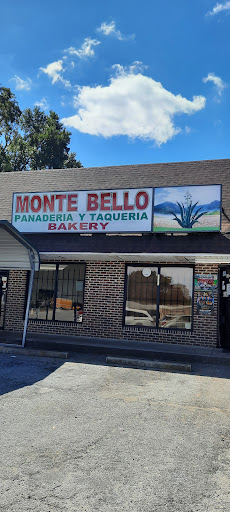 MONTE BELLO
PANADERIA Y TAQUERIA
BAKERY